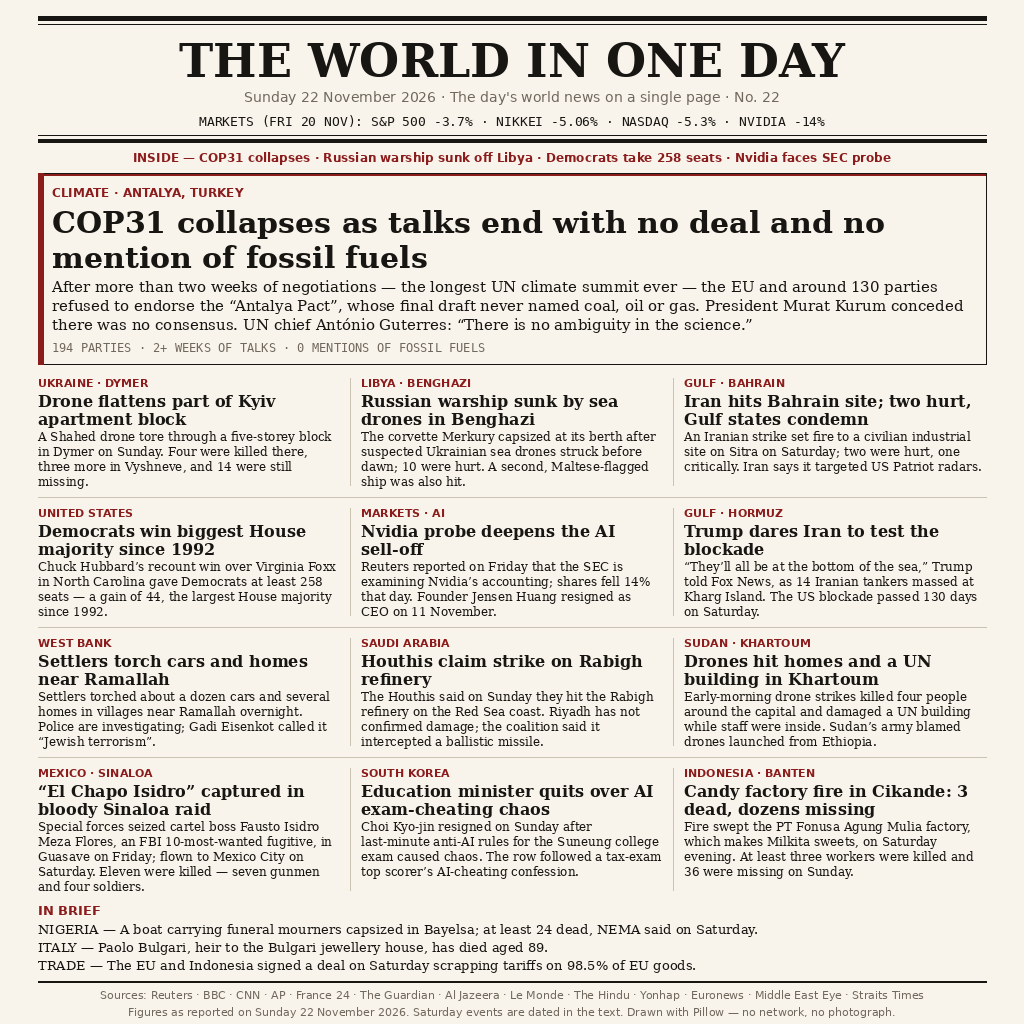 THE WORLD IN ONE DAY
Sunday 22 November 2026 · The day's world news on a single page · No. 22
MARKETS (FRI 20 NOV): S&P 500 -3.7% · NIKKEI -5.06% · NASDAQ -5.3% · NVIDIA -14%
INSIDE — COP31 collapses · Russian warship sunk off Libya · Democrats take 258 seats · Nvidia faces SEC probe
CLIMATE · ANTALYA, TURKEY
COP31 collapses as talks end with no deal and no
mention of fossil fuels
After more than two weeks of negotiations — the longest UN climate summit ever — the EU and around 130 parties
refused to endorse the “Antalya Pact”, whose final draft never named coal, oil or gas. President Murat Kurum conceded
there was no consensus. UN chief António Guterres: “There is no ambiguity in the science.”
194 PARTIES · 2+ WEEKS OF TALKS · 0 MENTIONS OF FOSSIL FUELS
UKRAINE · DYMER
Drone flattens part of Kyiv
apartment block
A Shahed drone tore through a five-storey block
in Dymer on Sunday. Four were killed there,
three more in Vyshneve, and 14 were still
missing.
LIBYA · BENGHAZI
Russian warship sunk by sea
drones in Benghazi
The corvette Merkury capsized at its berth after
suspected Ukrainian sea drones struck before
dawn; 10 were hurt. A second, Maltese-flagged
ship was also hit.
GULF · BAHRAIN
Iran hits Bahrain site; two hurt,
Gulf states condemn
An Iranian strike set fire to a civilian industrial
site on Sitra on Saturday; two were hurt, one
critically. Iran says it targeted US Patriot radars.
UNITED STATES
Democrats win biggest House
majority since 1992
Chuck Hubbard’s recount win over Virginia Foxx
in North Carolina gave Democrats at least 258
seats — a gain of 44, the largest House majority
since 1992.
MARKETS · AI
Nvidia probe deepens the AI
sell-off
Reuters reported on Friday that the SEC is
examining Nvidia’s accounting; shares fell 14%
that day. Founder Jensen Huang resigned as
CEO on 11 November.
GULF · HORMUZ
Trump dares Iran to test the
blockade
“They’ll all be at the bottom of the sea,” Trump
told Fox News, as 14 Iranian tankers massed at
Kharg Island. The US blockade passed 130 days
on Saturday.
WEST BANK
Settlers torch cars and homes
near Ramallah
Settlers torched about a dozen cars and several
homes in villages near Ramallah overnight.
Police are investigating; Gadi Eisenkot called it
“Jewish terrorism”.
SAUDI ARABIA
Houthis claim strike on Rabigh
refinery
The Houthis said on Sunday they hit the Rabigh
refinery on the Red Sea coast. Riyadh has not
confirmed damage; the coalition said it
intercepted a ballistic missile.
SUDAN · KHARTOUM
Drones hit homes and a UN
building in Khartoum
Early-morning drone strikes killed four people
around the capital and damaged a UN building
while staff were inside. Sudan’s army blamed
drones launched from Ethiopia.
MEXICO · SINALOA
“El Chapo Isidro” captured in
bloody Sinaloa raid
Special forces seized cartel boss Fausto Isidro
Meza Flores, an FBI 10-most-wanted fugitive, in
Guasave on Friday; flown to Mexico City on
Saturday. Eleven were killed — seven gunmen
and four soldiers.
SOUTH KOREA
Education minister quits over AI
exam-cheating chaos
Choi Kyo-jin resigned on Sunday after
last-minute anti-AI rules for the Suneung college
exam caused chaos. The row followed a tax-exam
top scorer’s AI-cheating confession.
INDONESIA · BANTEN
Candy factory fire in Cikande: 3
dead, dozens missing
Fire swept the PT Fonusa Agung Mulia factory,
which makes Milkita sweets, on Saturday
evening. At least three workers were killed and
36 were missing on Sunday.
IN BRIEF
NIGERIA — A boat carrying funeral mourners capsized in Bayelsa; at least 24 dead, NEMA said on Saturday.
ITALY — Paolo Bulgari, heir to the Bulgari jewellery house, has died aged 89.
TRADE — The EU and Indonesia signed a deal on Saturday scrapping tariffs on 98.5% of EU goods.
Sources: Reuters · BBC · CNN · AP · France 24 · The Guardian · Al Jazeera · Le Monde · The Hindu · Yonhap · Euronews · Middle East Eye · Straits Times
Figures as reported on Sunday 22 November 2026. Saturday events are dated in the text. Drawn with Pillow — no network, no photograph.